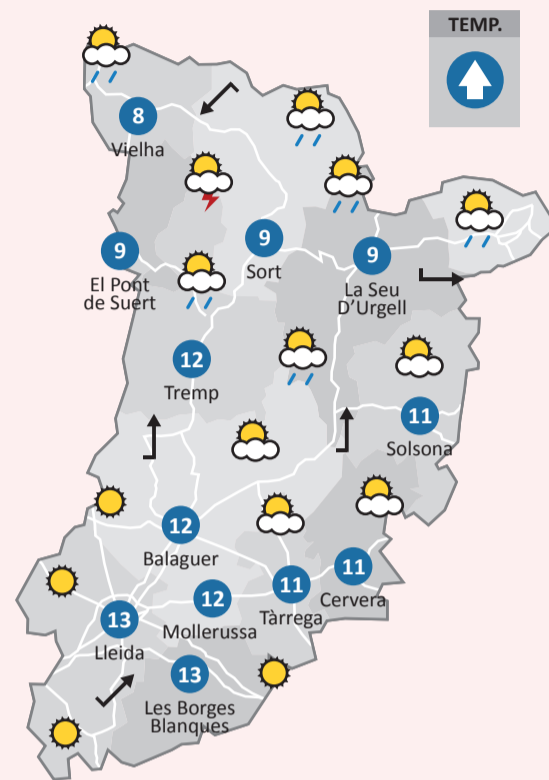 TEMP.
8
Vielha
9
El Pont
de Suert
9
Sort
9
La Seu
D'Urgell
12
Tremp
11
Solsona
12
Balaguer
11
Cervera
11
Tàrrega
12
Mollerussa
13
Lleida
13
Les Borges
Blanques